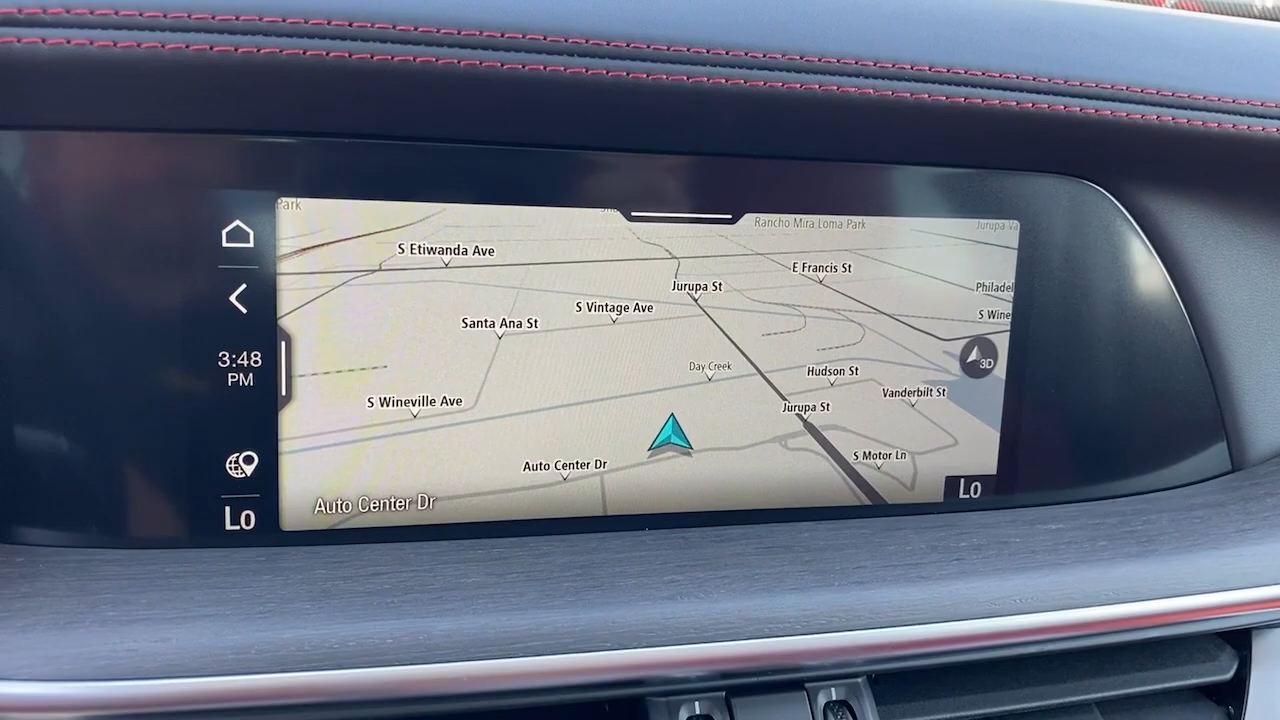 Park
Rancho Mira Loma Park
S Etiwanda Ave
E Francis St
Jurupa St
Philadel
S Vintage Ave
S Wine
Santa Ana St
3:48
PM
3D
Day Creek
Hudson St
Vanderbilt St
S Wineville Ave
Jurupa St
S Motor Ln
Auto Center Dr
Auto Center Dr
Lo
Lo